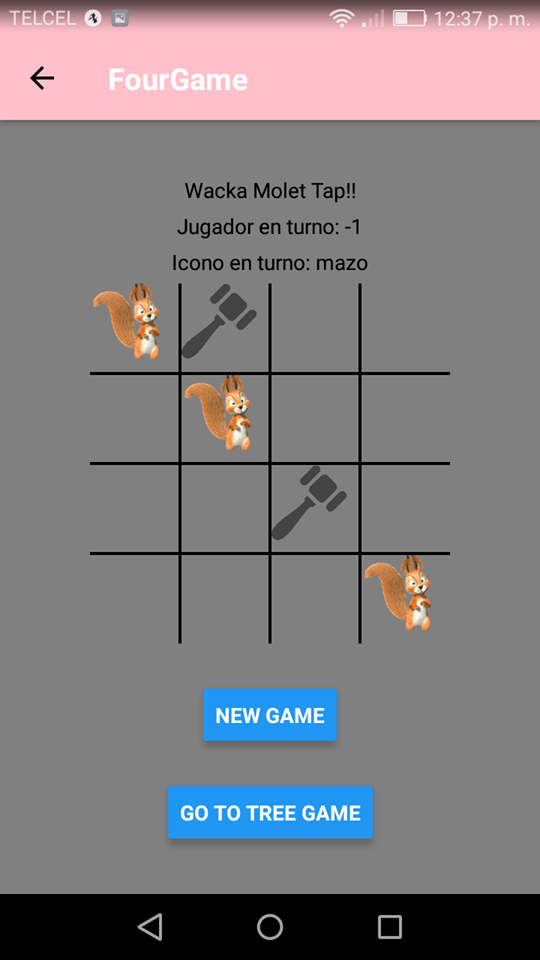 TELCEL 12:37 p. m.
FourGame
Wacka Molet Tap!!
Jugador en turno: -1
Icono en turno: mazo
NEW GAME
GO TO TREE GAME